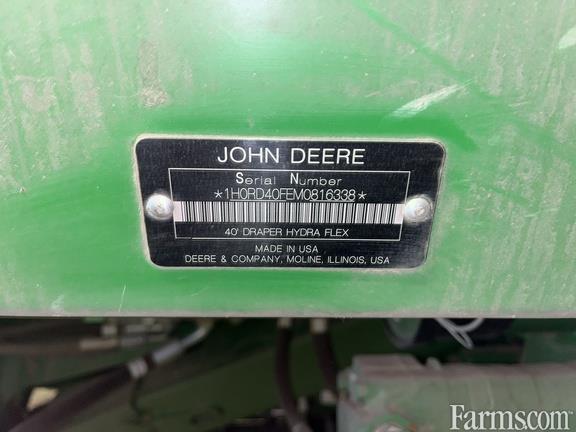 JOHN DEERE
Serial Number
*1H0RD40FEM0816338*
40' DRAPER HYDRA FLEX
MADE IN USA
DEERE & COMPANY, MOLINE, ILLINOIS, USA
Farms.com